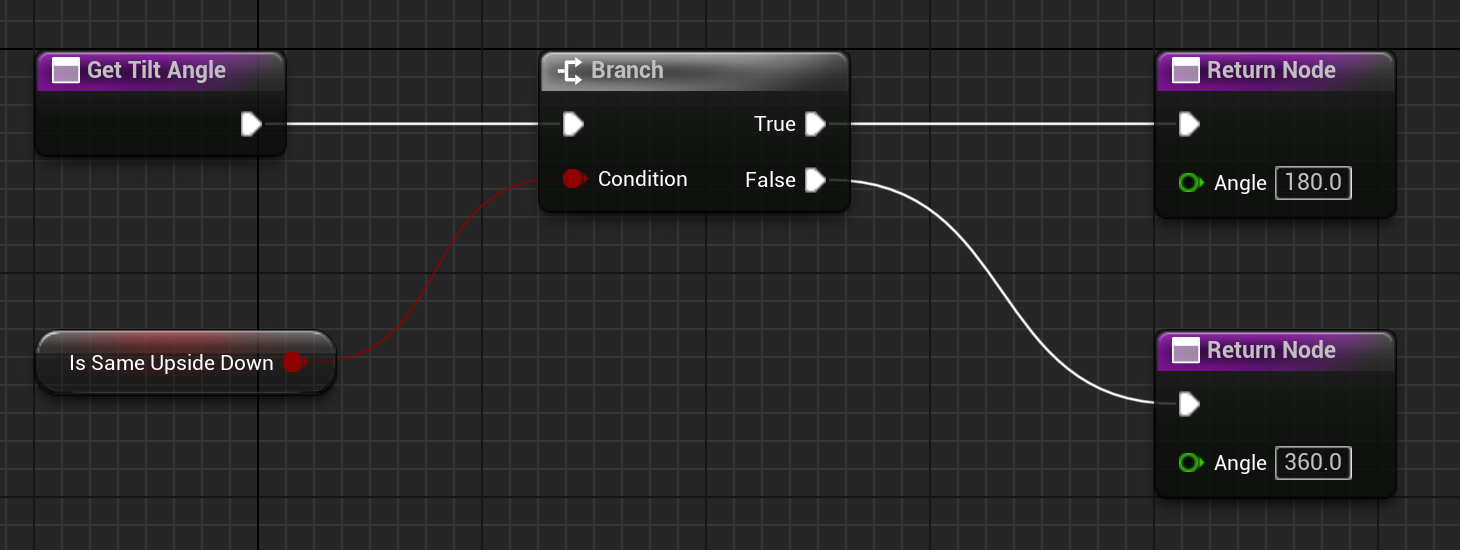 Get Tilt Angle
Branch
True
Condition
False
Return Node
Angle 180.0
Is Same Upside Down
Return Node
Angle 360.0